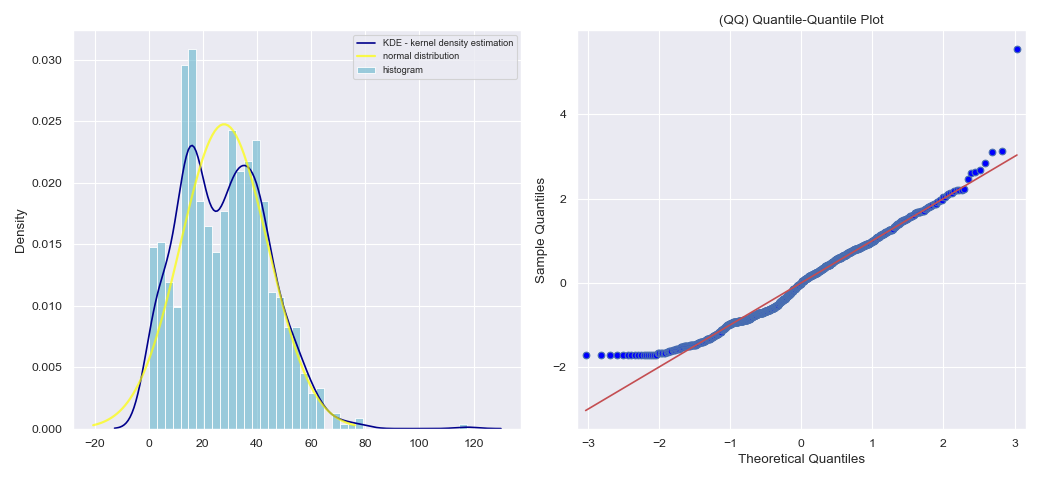 KDE - kernel density estimation
normal distribution
histogram
0.030
0.025
0.020
0.015
0.010
0.005
0.000
Density
−20 0 20 40 60 80 100 120
(QQ) Quantile-Quantile Plot
4
2
0
−2
Sample Quantiles
−3 −2 −1 0 1 2 3
Theoretical Quantiles